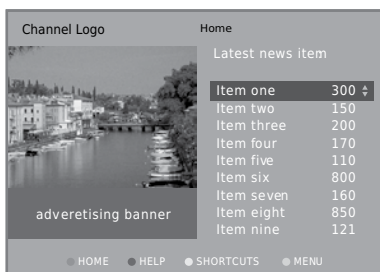 Channel Logo
Home
Latest news item
Item one 300
Item two 150
Item three 200
Item four 170
Item five 110
Item six 800
Item seven 160
Item eight 850
Item nine 121
adveretising banner
HOME HELP SHORTCUTS MENU